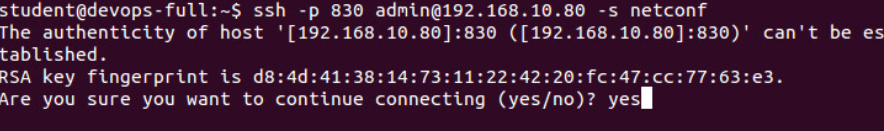 student@devops-full:~$ ssh -p 830 admin@192.168.10.80 -s netconf
The authenticity of host '[192.168.10.80]:830 ([192.168.10.80]:830)' can't be es
tablished.
RSA key fingerprint is d8:4d:41:38:14:73:11:22:42:20:fc:47:cc:77:63:e3.
Are you sure you want to continue connecting (yes/no)? yes